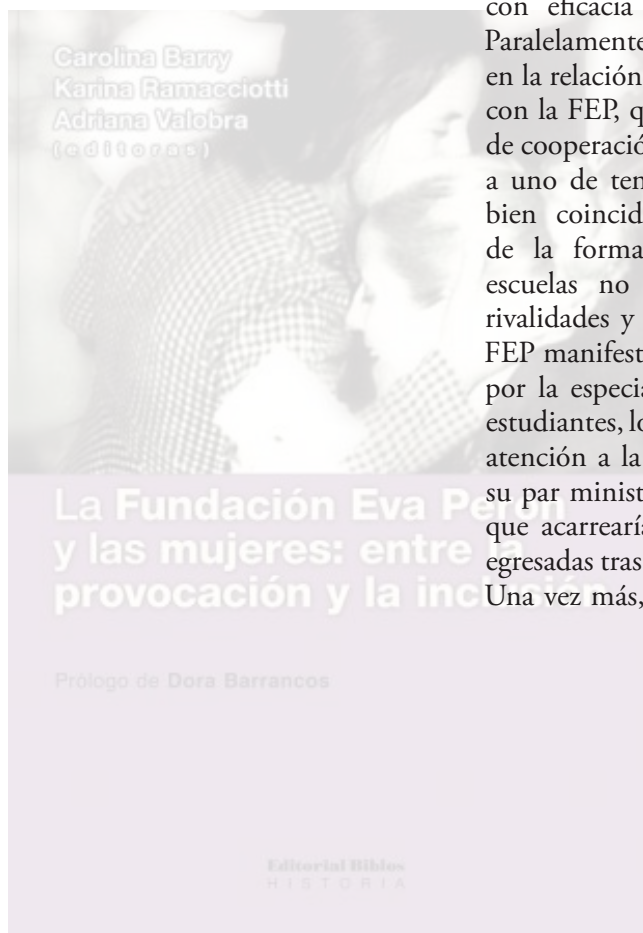 Carolina Barry
Karina Ramacciotti
Adriana Valobra
(editoras)
La Fundación Eva Perón
y las mujeres: entre la
provocación y la inclusión
Prólogo de Dora Barrancos
Editorial Biblos
HISTORIA
con eficacia
Paralelamente
en la relación
con la FEP, q
de cooperació
a uno de ten
bien coincid
de la forma
escuelas no
rivalidades y
FEP manifest
por la especia
estudiantes, lo
atención a la
su par minist
que acarrearía
egresadas tras
Una vez más,